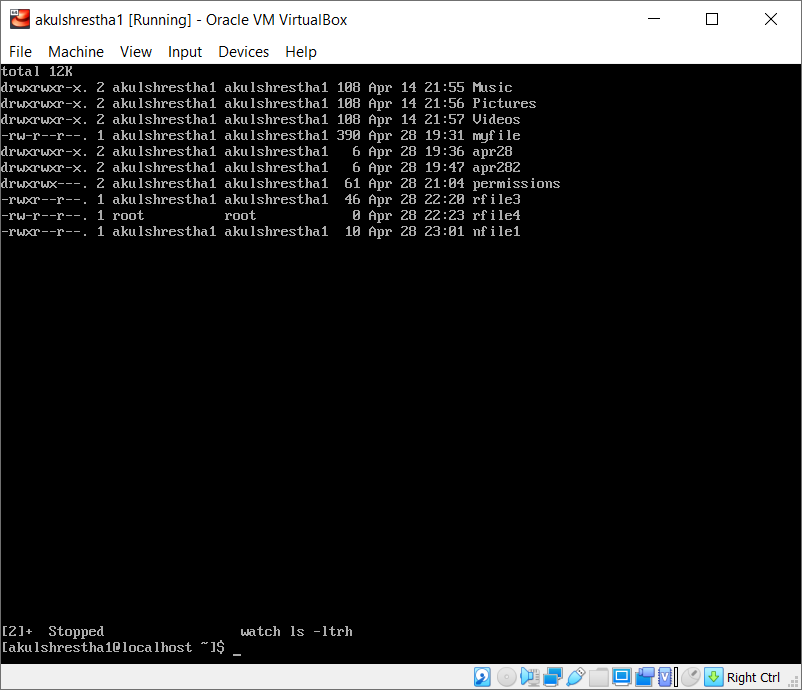 akulshrestha1 [Running] - Oracle VM VirtualBox
File Machine View Input Devices Help
total 12K
drwxrwxr-x. 2 akulshrestha1 akulshrestha1 108 Apr 14 21:55 Music
drwxrwxr-x. 2 akulshrestha1 akulshrestha1 108 Apr 14 21:56 Pictures
drwxrwxr-x. 2 akulshrestha1 akulshrestha1 108 Apr 14 21:57 Videos
-rw-r--r--. 1 akulshrestha1 akulshrestha1 390 Apr 28 19:31 myfile
drwxrwxr-x. 2 akulshrestha1 akulshrestha1   6 Apr 28 19:36 apr28
drwxrwxr-x. 2 akulshrestha1 akulshrestha1   6 Apr 28 19:47 apr282
drwxrwx---. 2 akulshrestha1 akulshrestha1  61 Apr 28 21:04 permissions
-rwxr--r--. 1 akulshrestha1 akulshrestha1  46 Apr 28 22:20 rfile3
-rw-r--r--. 1 root          root            0 Apr 28 22:23 rfile4
-rwxr--r--. 1 akulshrestha1 akulshrestha1  10 Apr 28 23:01 nfile1
[2]+  Stopped                 watch ls -ltrh
[akulshrestha1@localhost ~]$ _
Right Ctrl